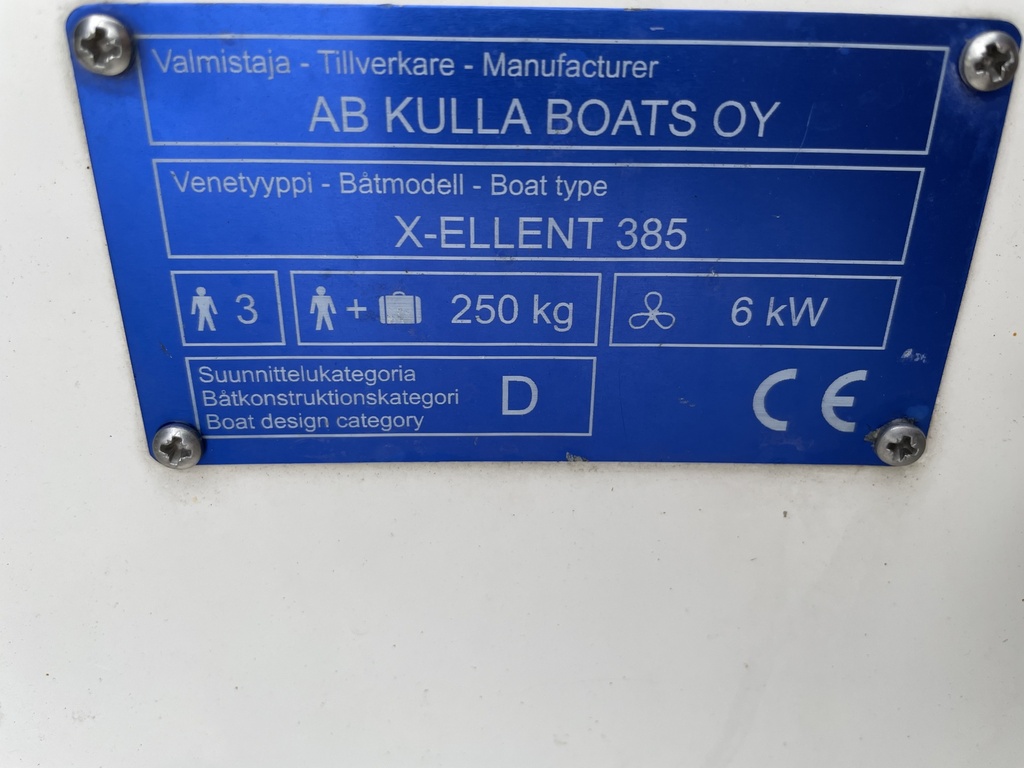 Valmistaja - Tillverkare - Manufacturer
AB KULLA BOATS OY
Venetyyppi - Båtmodell - Boat type
X-ELLENT 385
3
+ 250 kg
6 kW
Suunnittelukategoria
Båtkonstruktionskategori
Boat design category
D
CE